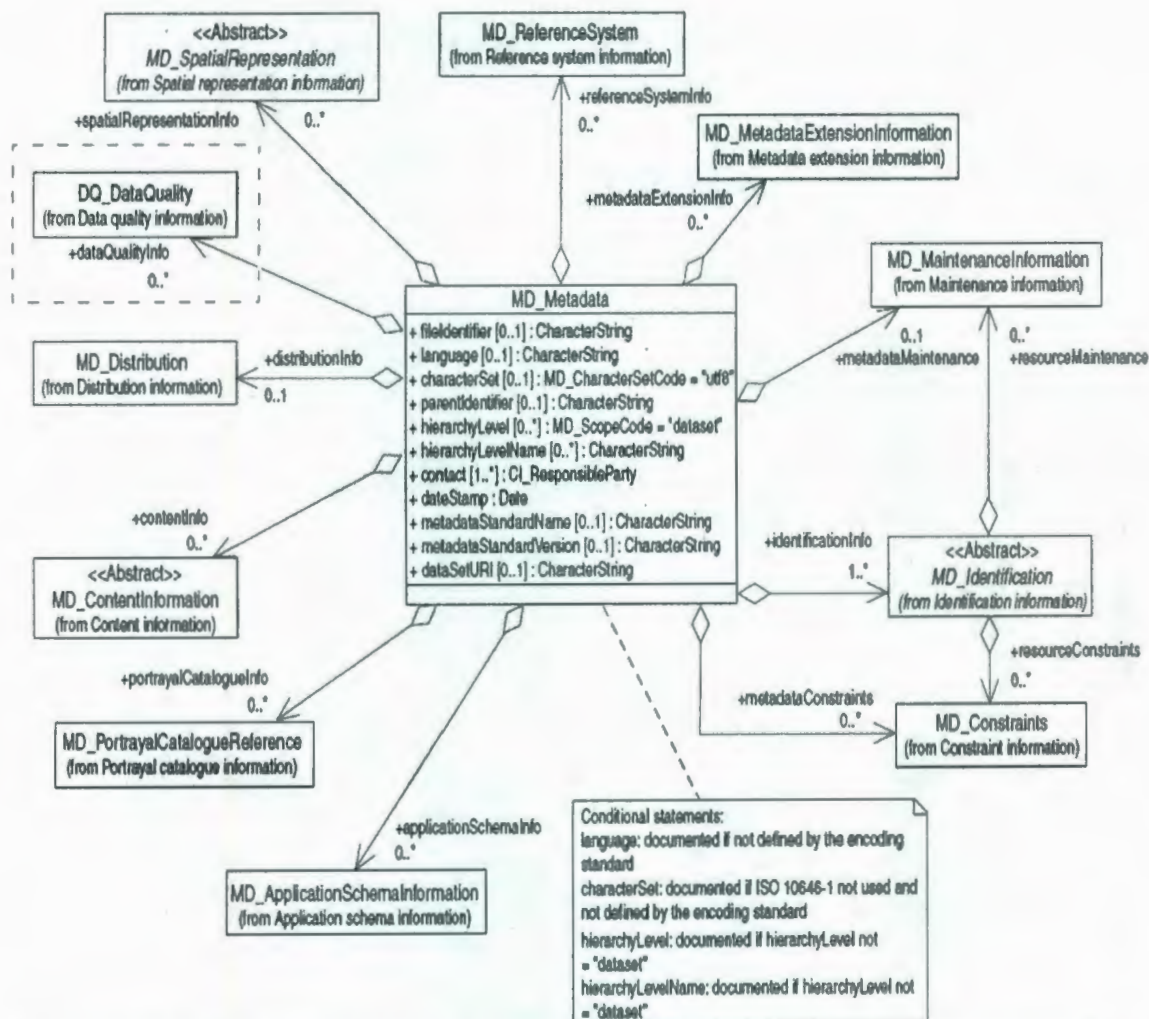 <<Abstract>>
MD_SpatialRepresentation
(from Spatial representation information)
MD_ReferenceSystem
(from Reference system information)
+spatialRepresentationInfo
0..*
+referenceSystemInfo
0..*
MD_MetadataExtensionInformation
(from Metadata extension information)
+metadataExtensionInfo
0..*
DQ_DataQuality
(from Data quality information)
+dataQualityInfo
0..*
MD_MaintenanceInformation
(from Maintenance information)
0..1
+metadataMaintenance
0..*
+resourceMaintenance
MD_Distribution
(from Distribution information)
+distributionInfo
0..1
MD_Metadata
+ fileIdentifier [0..1] : CharacterString
+ language [0..1] : CharacterString
+ characterSet [0..1] : MD_CharacterSetCode = "utf8"
+ parentIdentifier [0..1] : CharacterString
+ hierarchyLevel [0..*] : MD_ScopeCode = "dataset"
+ hierarchyLevelName [0..*] : CharacterString
+ contact [1..*] : CI_ResponsibleParty
+ dateStamp : Date
+ metadataStandardName [0..1] : CharacterString
+ metadataStandardVersion [0..1] : CharacterString
+ dataSetURI [0..1] : CharacterString
+contentInfo
0..*
<<Abstract>>
MD_ContentInformation
(from Content information)
+identificationInfo
1..*
<<Abstract>>
MD_Identification
(from Identification information)
+resourceConstraints
0..*
+portrayalCatalogueInfo
0..*
MD_PortrayalCatalogueReference
(from Portrayal catalogue information)
+metadataConstraints
0..*
MD_Constraints
(from Constraint information)
+applicationSchemaInfo
0..*
MD_ApplicationSchemaInformation
(from Application schema information)
Conditional statements:
language: documented if not defined by the encoding
standard
characterSet: documented if ISO 10646-1 not used and
not defined by the encoding standard
hierarchyLevel: documented if hierarchyLevel not
= "dataset"
hierarchyLevelName: documented if hierarchyLevel not
= "dataset"